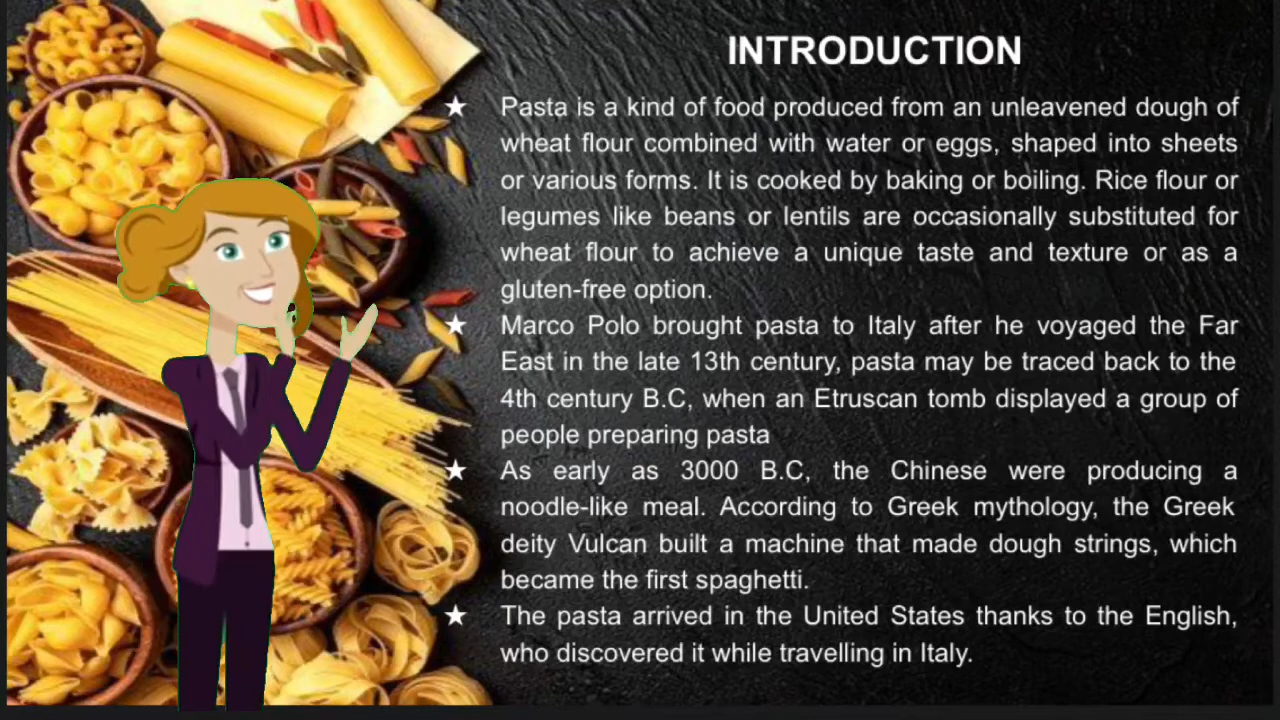 INTRODUCTION
★ Pasta is a kind of food produced from an unleavened dough of
wheat flour combined with water or eggs, shaped into sheets
or various forms. It is cooked by baking or boiling. Rice flour or
legumes like beans or lentils are occasionally substituted for
wheat flour to achieve a unique taste and texture or as a
gluten-free option.
★ Marco Polo brought pasta to Italy after he voyaged the Far
East in the late 13th century, pasta may be traced back to the
4th century B.C, when an Etruscan tomb displayed a group of
people preparing pasta
★ As early as 3000 B.C, the Chinese were producing a
noodle-like meal. According to Greek mythology, the Greek
deity Vulcan built a machine that made dough strings, which
became the first spaghetti.
★ The pasta arrived in the United States thanks to the English,
who discovered it while travelling in Italy.